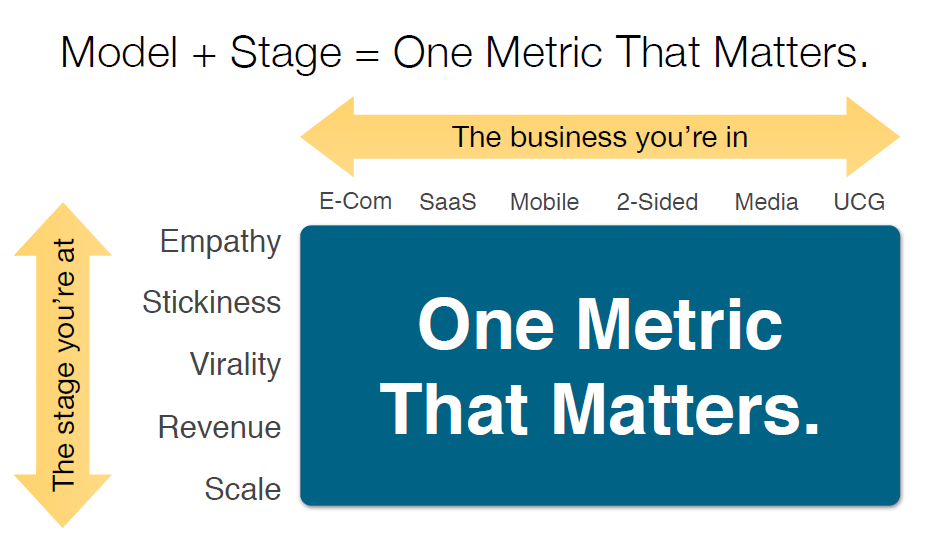 Model + Stage = One Metric That Matters.
The business you're in
E-Com SaaS Mobile 2-Sided Media UCG
The stage you're at
Empathy
Stickiness
Virality
Revenue
Scale
One Metric
That Matters.